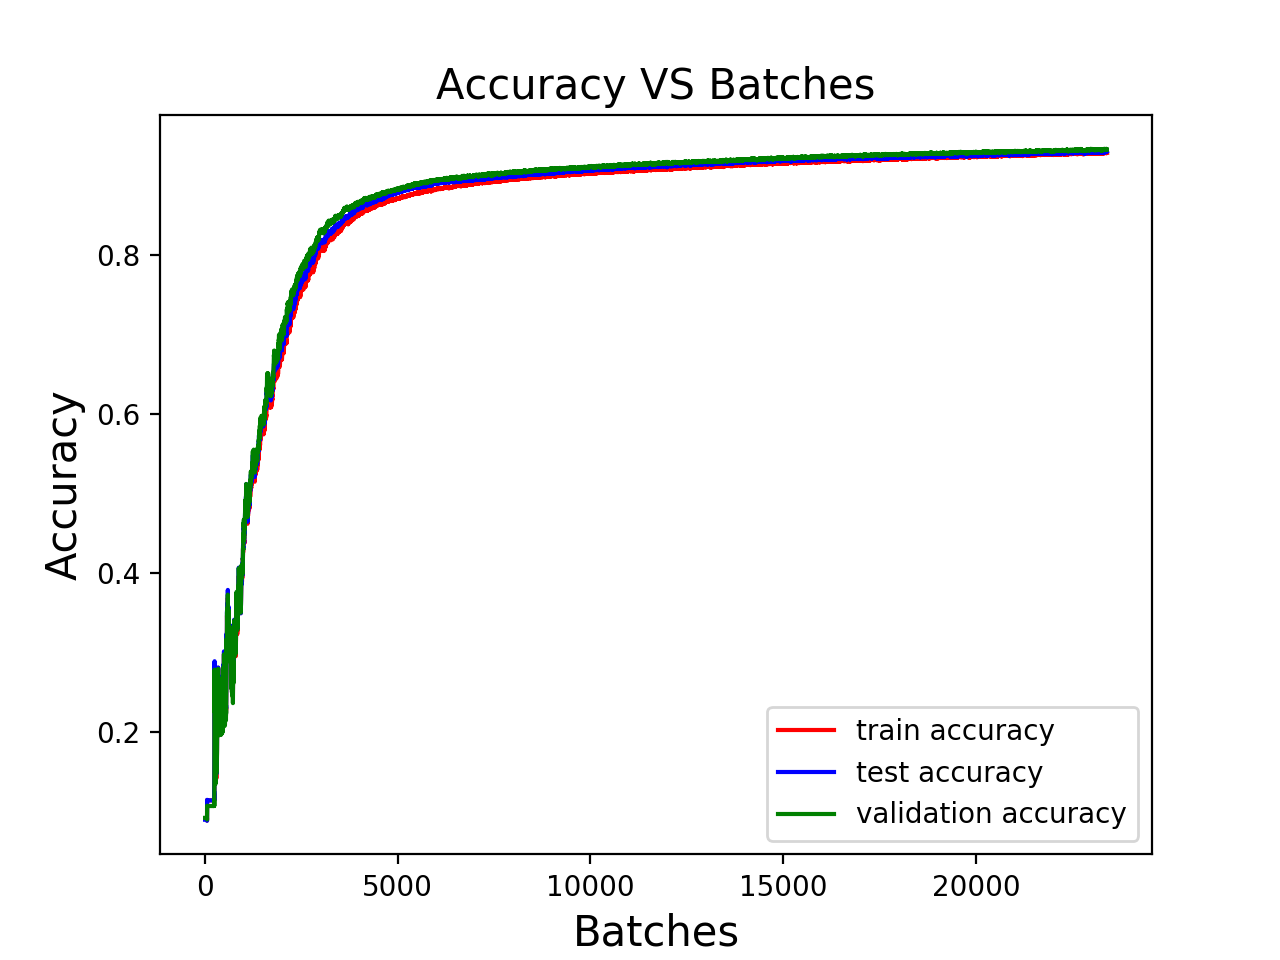 Accuracy VS Batches
Accuracy
0.8
0.6
0.4
0.2
train accuracy
test accuracy
validation accuracy
0 5000 10000 15000 20000
Batches